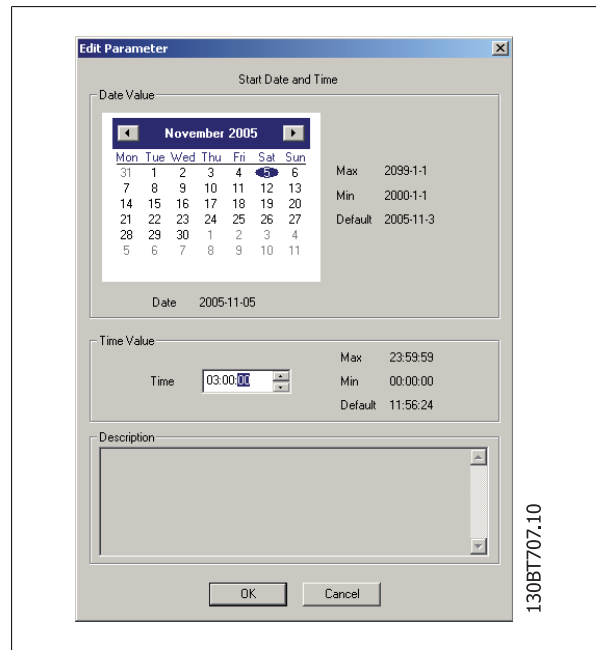 Edit Parameter
Start Date and Time
Date Value
November 2005
Mon Tue Wed Thu Fri Sat Sun
31 1 2 3 4 5 6
7 8 9 10 11 12 13
14 15 16 17 18 19 20
21 22 23 24 25 26 27
28 29 30 1 2 3 4
5 6 7 8 9 10 11
Max 2099-1-1
Min 2000-1-1
Default 2005-11-3
Date 2005-11-05
Time Value
Time 03:00:00
Max 23:59:59
Min 00:00:00
Default 11:56:24
Description
OK Cancel
130BT707.10